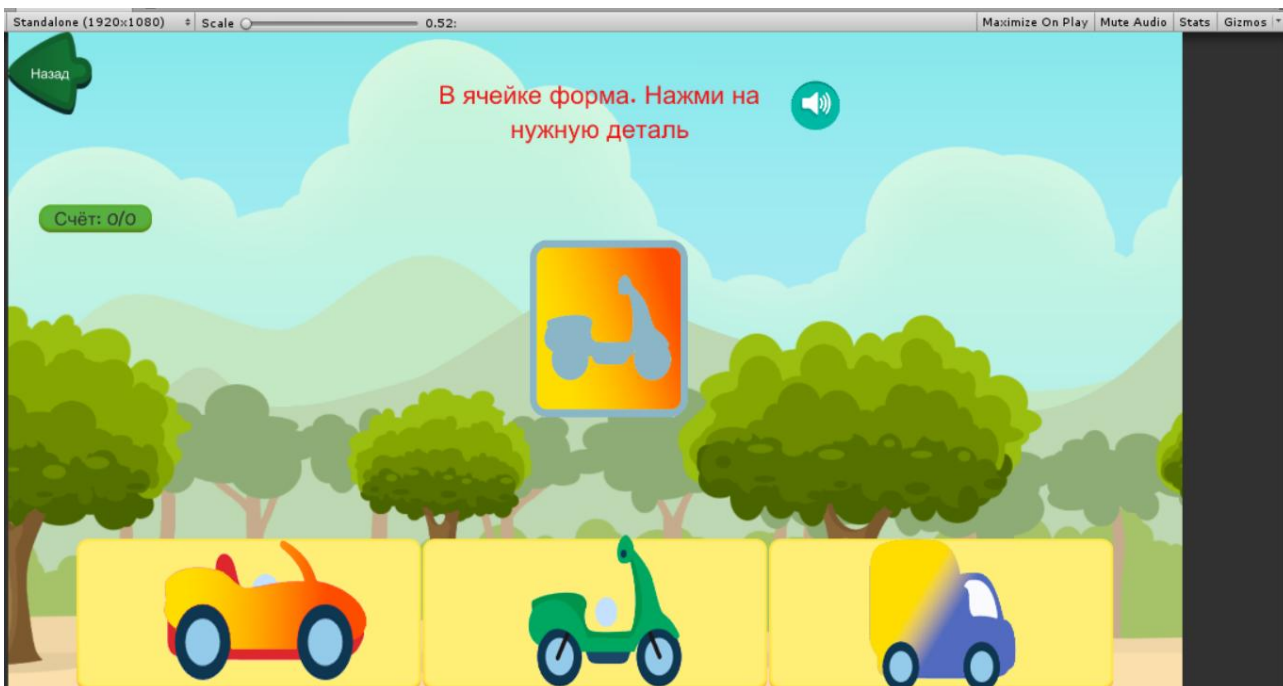 Standalone (1920x1080) Scale 0.52: Maximize On Play Mute Audio Stats Gizmos
Назад
В ячейке форма. Нажми на
нужную деталь
Счёт: 0/0